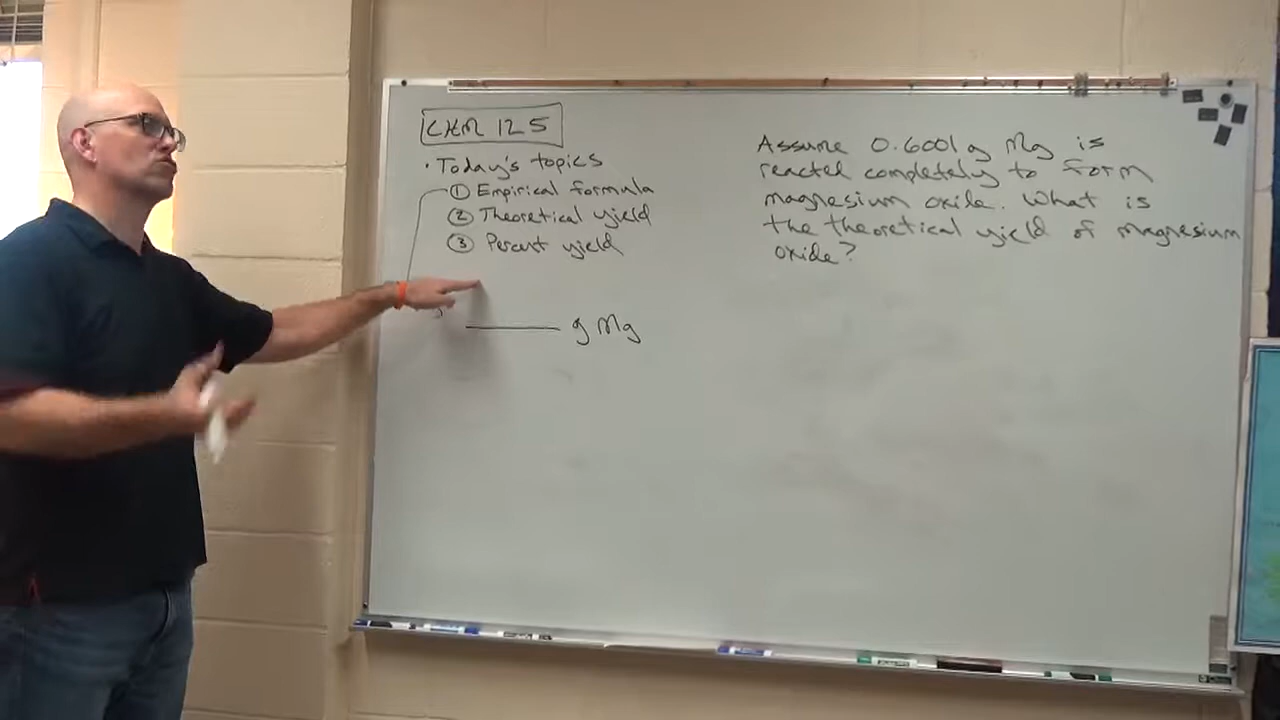 CHM 125
• Today's topics
① Empirical formula
② Theoretical yield
③ Percent yield
g Mg
Assume 0.6001g Mg is
reacted completely to form
magnesium oxide. What is
the theoretical yield of magnesium
oxide?